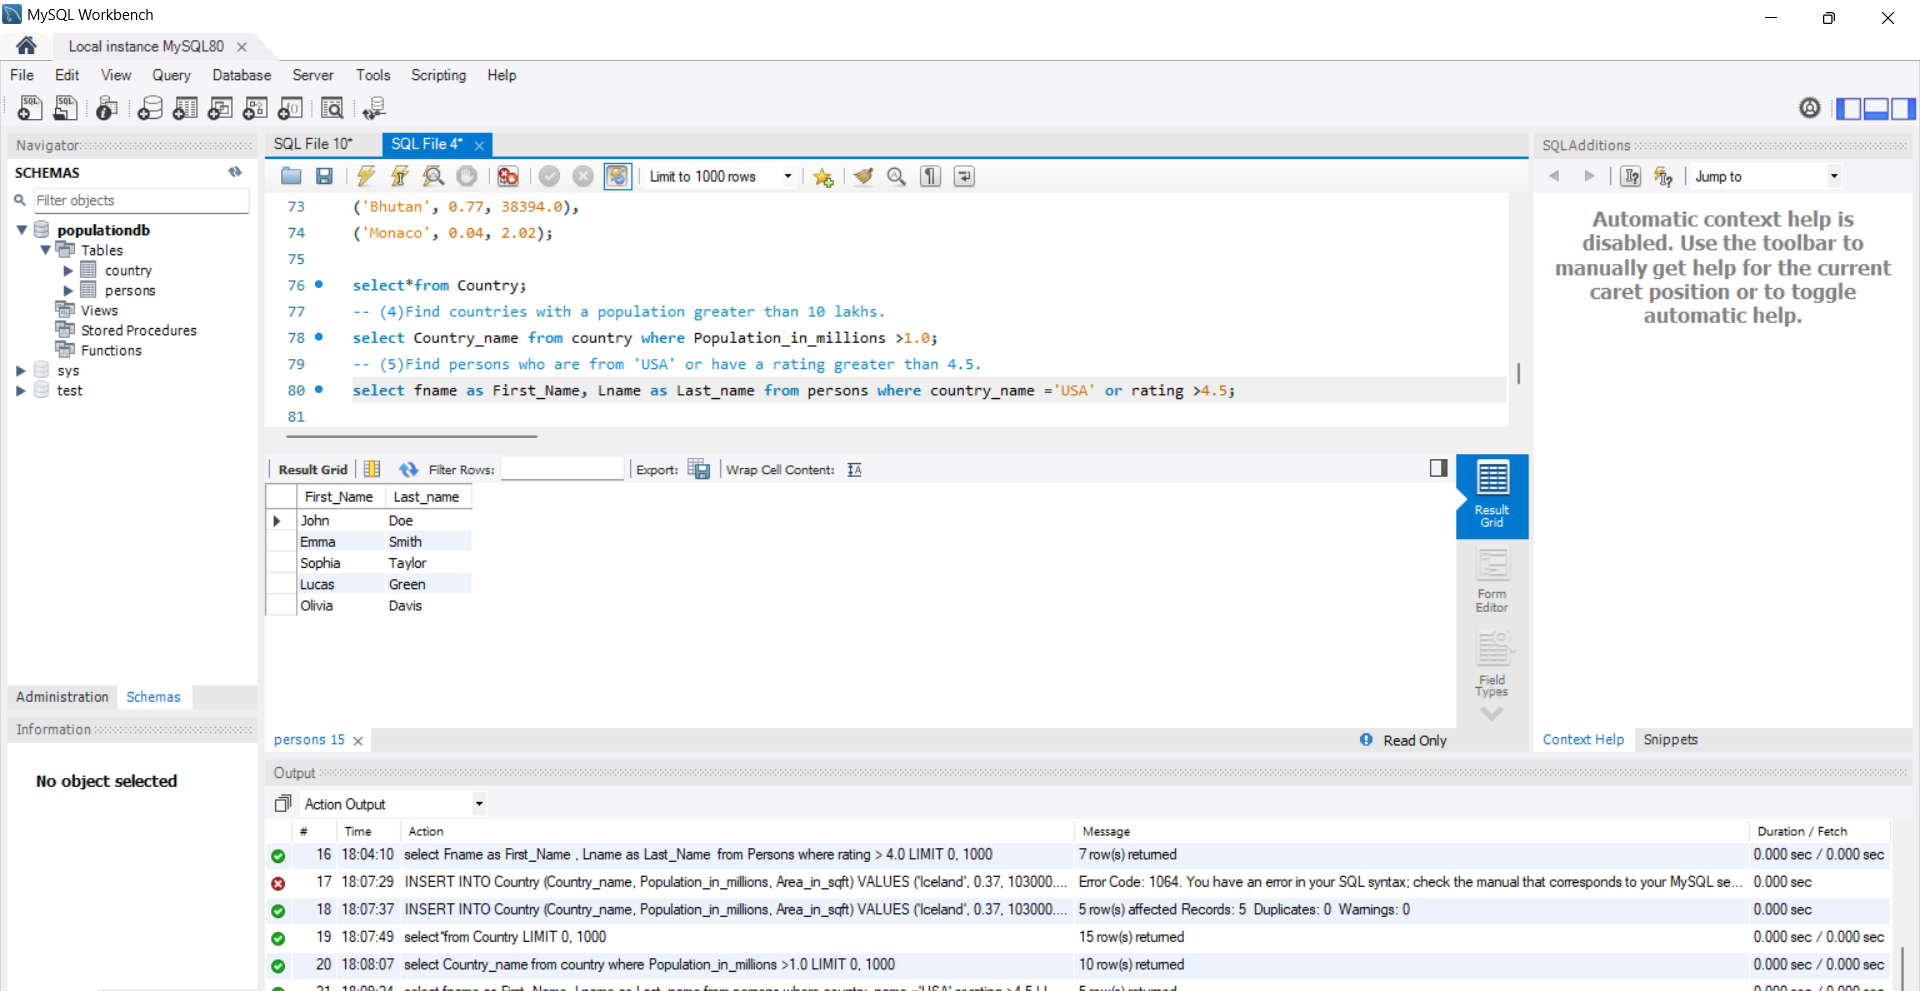 MySQL Workbench
Local instance MySQL80
File Edit View Query Database Server Tools Scripting Help
Navigator
SCHEMAS
Filter objects
populationdb
Tables
country
persons
Views
Stored Procedures
Functions
sys
test
Administration Schemas
Information
No object selected
SQL File 10* SQL File 4*
Limit to 1000 rows
73 ('Bhutan', 0.77, 38394.0),
74 ('Monaco', 0.04, 2.02);
75
76 select*from Country;
77 -- (4)Find countries with a population greater than 10 lakhs.
78 select Country_name from country where Population_in_millions >1.0;
79 -- (5)Find persons who are from 'USA' or have a rating greater than 4.5.
80 select fname as First_Name, Lname as Last_name from persons where country_name ='USA' or rating >4.5;
81
Result Grid Filter Rows: Export: Wrap Cell Content:
First_Name Last_name
John Doe
Emma Smith
Sophia Taylor
Lucas Green
Olivia Davis
Result
Grid
Form
Editor
Field
Types
persons 15
Read Only
SQLAdditions
Jump to
Automatic context help is
disabled. Use the toolbar to
manually get help for the current
caret position or to toggle
automatic help.
Context Help Snippets
Output
Action Output
# Time Action Message Duration / Fetch
16 18:04:10 select Fname as First_Name , Lname as Last_Name from Persons where rating > 4.0 LIMIT 0, 1000 7 row(s) returned 0.000 sec / 0.000 sec
17 18:07:29 INSERT INTO Country (Country_name, Population_in_millions, Area_in_sqft) VALUES ('Iceland', 0.37, 103000.... Error Code: 1064. You have an error in your SQL syntax; check the manual that corresponds to your MySQL se... 0.000 sec
18 18:07:37 INSERT INTO Country (Country_name, Population_in_millions, Area_in_sqft) VALUES ('Iceland', 0.37, 103000.... 5 row(s) affected Records: 5 Duplicates: 0 Warnings: 0 0.000 sec
19 18:07:49 select*from Country LIMIT 0, 1000 15 row(s) returned 0.000 sec / 0.000 sec
20 18:08:07 select Country_name from country where Population_in_millions >1.0 LIMIT 0, 1000 10 row(s) returned 0.000 sec / 0.000 sec